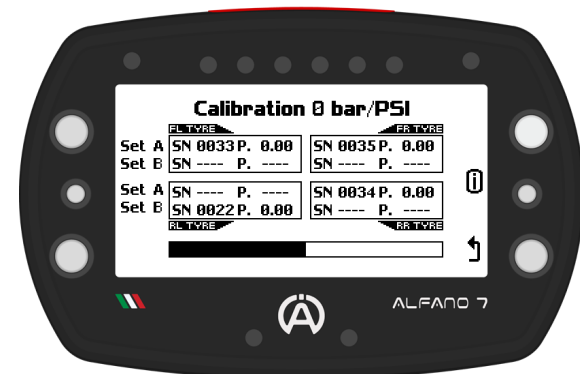 Calibration 0 bar/PSI
FL TYRE FR TYRE
Set A SN 0033 P. 0.00 SN 0035 P. 0.00
Set B SN ---- P. ---- SN ---- P. ----
Set A SN ---- P. ---- SN 0034 P. 0.00
Set B SN 0022 P. 0.00 SN ---- P. ----
RL TYRE RR TYRE
ALFANO 7